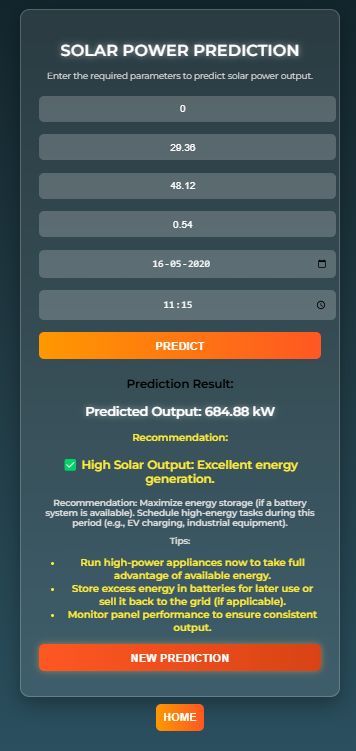 SOLAR POWER PREDICTION
Enter the required parameters to predict solar power output.
0
29.36
48.12
0.54
16-05-2020
11:15
PREDICT
Prediction Result:
Predicted Output: 684.88 kW
Recommendation:
✅ High Solar Output: Excellent energy
generation.
Recommendation: Maximize energy storage (if a battery
system is available). Schedule high-energy tasks during this
period (e.g., EV charging, industrial equipment).
Tips:
• Run high-power appliances now to take full
advantage of available energy.
• Store excess energy in batteries for later use or
sell it back to the grid (if applicable).
• Monitor panel performance to ensure consistent
output.
NEW PREDICTION
HOME